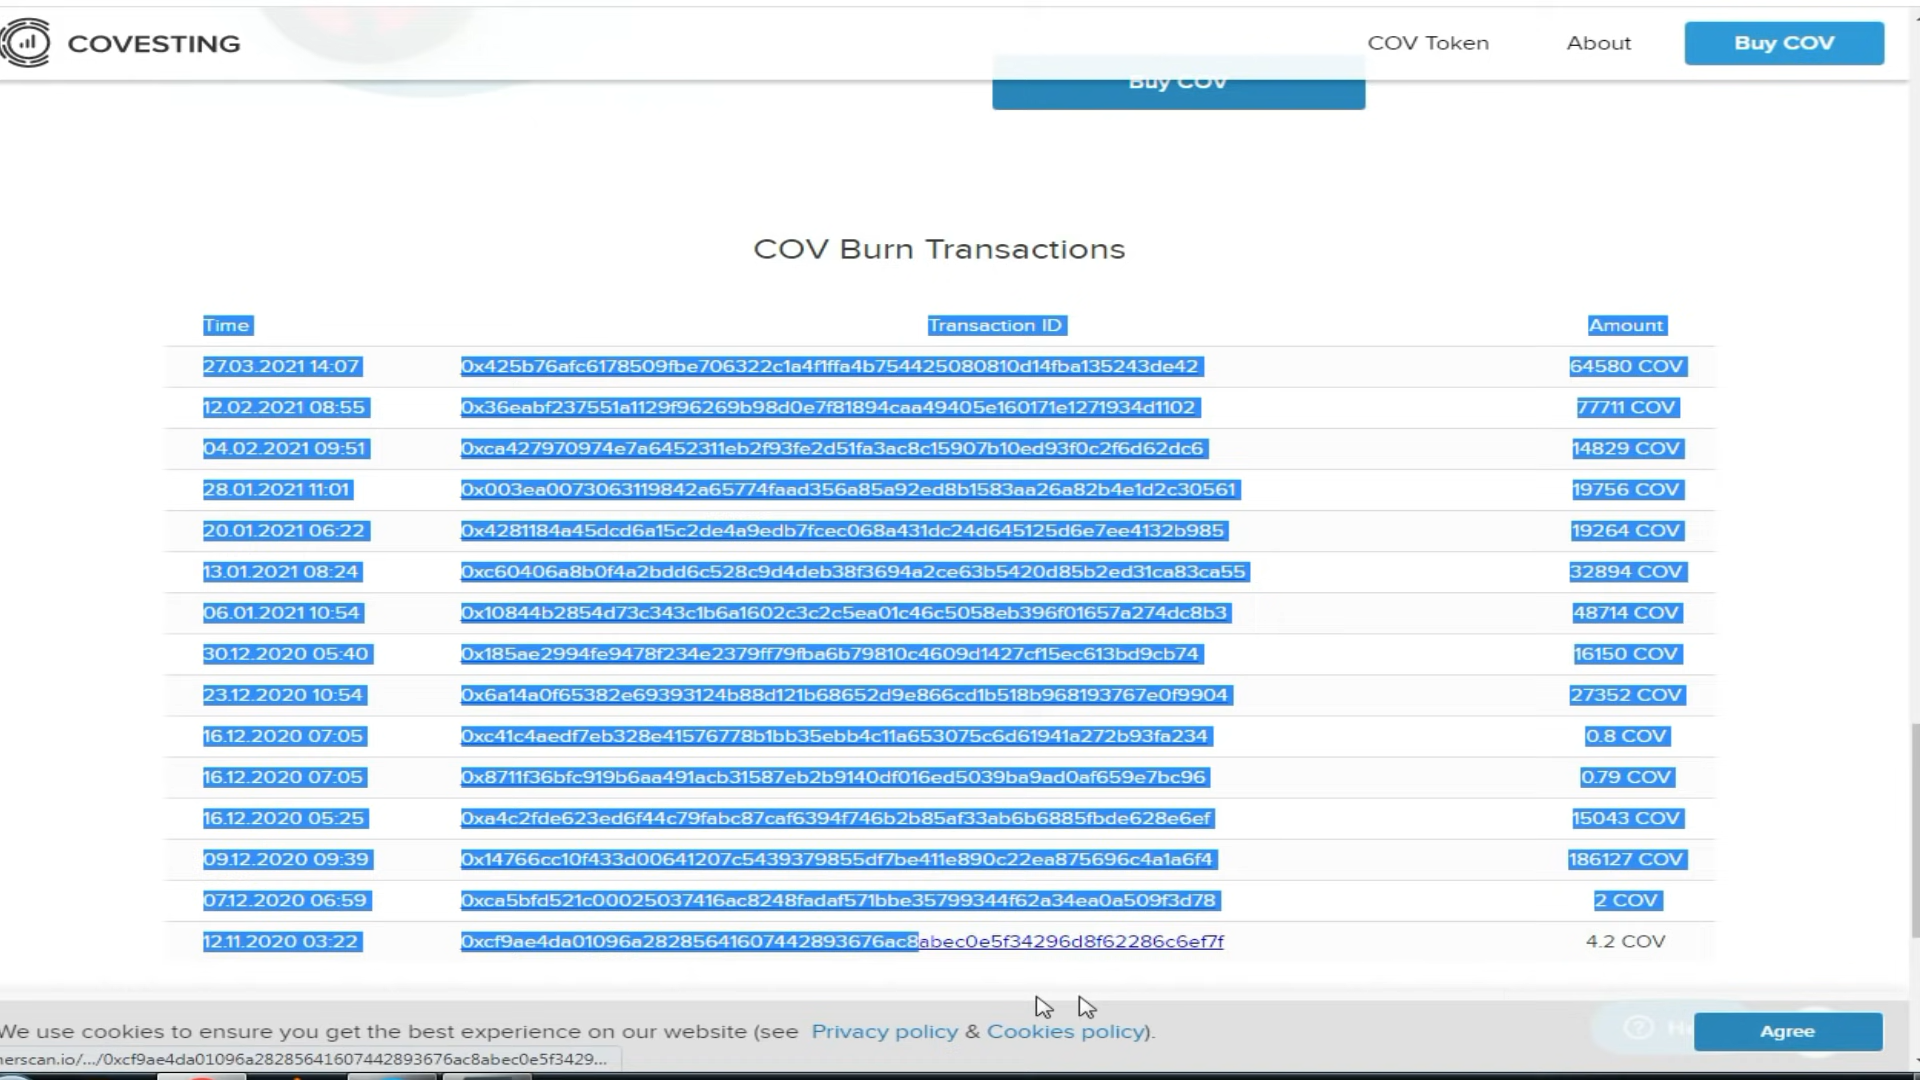 COVESTING
COV Token
About
Buy COV
Buy COV
COV Burn Transactions
Time Transaction ID Amount
27.03.2021 14:07 0x425b76afc6178509fbe706322c1a4f1ffa4b754425080810d14fba135243de42 64580 COV
12.02.2021 08:55 0x36eabf237551a1129f96269b98d0e7f81894caa49405e160171e1271934d1102 77711 COV
04.02.2021 09:51 0xca427970974e7a6452311eb2f93fe2d51fa3ac8c15907b10ed93f0c2f6d62dc6 14829 COV
28.01.2021 11:01 0x003ea0073063119842a65774faad356a85a92ed8b1583aa26a82b4e1d2c30561 19756 COV
20.01.2021 06:22 0x4281184a45dcd6a15c2de4a9edb7fcec068a431dc24d645125d6e7ee4132b985 19264 COV
13.01.2021 08:24 0xc60406a8b0f4a2bdd6c528c9d4deb38f3694a2ce63b5420d85b2ed31ca83ca55 32894 COV
06.01.2021 10:54 0x10844b2854d73c343c1b6a1602c3c2c5ea01c46c5058eb396f01657a274dc8b3 48714 COV
30.12.2020 05:40 0x185ae2994fe9478f234e2379ff79fba6b79810c4609d1427cf15ec613bd9cb74 16150 COV
23.12.2020 10:54 0x6a14a0f65382e69393124b88d121b68652d9e866cd1b518b968193767e0f9904 27352 COV
16.12.2020 07:05 0xc41c4aedf7eb328e41576778b1bb35ebb4c11a653075c6d61941a272b93fa234 0.8 COV
16.12.2020 07:05 0x8711f36bfc919b6aa491acb31587eb2b9140df016ed5039ba9ad0af659e7bc96 0.79 COV
16.12.2020 05:25 0xa4c2fde623ed6f44c79fabc87caf6394f746b2b85af33ab6b6885fbde628e6ef 15043 COV
09.12.2020 09:39 0x14766cc10f433d00641207c5439379855df7be411e890c22ea875696c4a1a6f4 186127 COV
07.12.2020 06:59 0xca5bfd521c00025037416ac8248fadaf571bbe35799344f62a34ea0a509f3d78 2 COV
12.11.2020 03:22 0xcf9ae4da01096a28285641607442893676ac8abec0e5f34296d8f62286c6ef7f 4.2 COV
We use cookies to ensure you get the best experience on our website (see Privacy policy & Cookies policy).
Agree
herscan.io/.../0xcf9ae4da01096a28285641607442893676ac8abec0e5f3429...